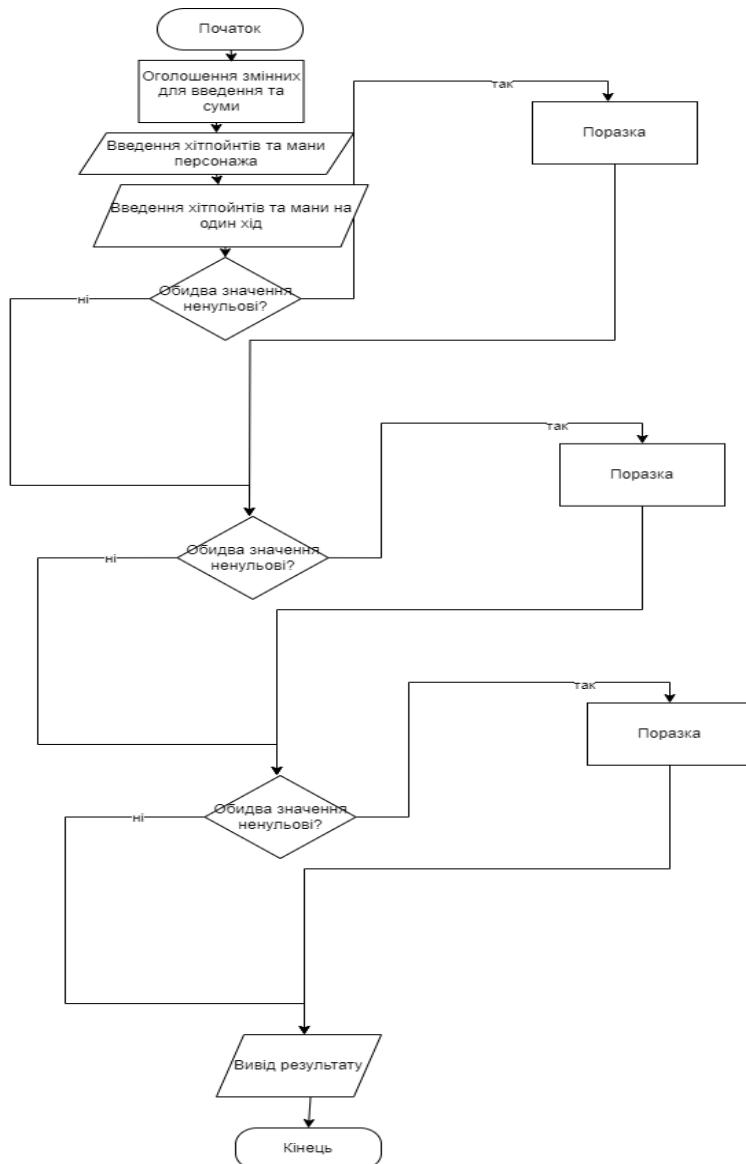 Початок
Оголошення змінних
для введення та
суми
так
Поразка
Введення хітпойнтів та мани
персонажа
Введення хітпойнтів та мани на
один хід
ні
Обидва значення
ненульові?
так
Поразка
ні
Обидва значення
ненульові?
так
Поразка
ні
Обидва значення
ненульові?
Вивід результату
Кінець